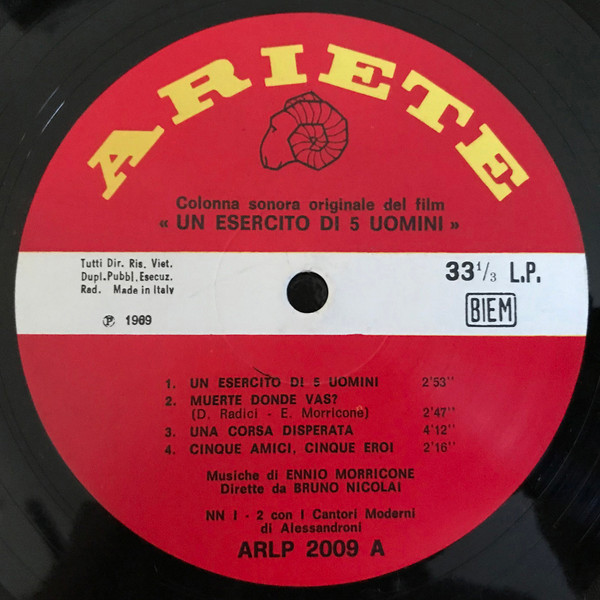 ARIETE
Colonna sonora originale del film
« UN ESERCITO DI 5 UOMINI »
Tutti Dir. Ris. Viet.
Dupl. Pubbl. Esecuz.
Rad. Made in Italy
℗ 1969
33 1/3 L.P.
BIEM
1. UN ESERCITO DI 5 UOMINI 2'53''
2. MUERTE DONDE VAS?
(D. Radici - E. Morricone) 2'47''
3. UNA CORSA DISPERATA 4'12''
4. CINQUE AMICI, CINQUE EROI 2'16''
Musiche di ENNIO MORRICONE
Dirette da BRUNO NICOLAI
NN I - 2 con I Cantori Moderni
di Alessandroni
ARLP 2009 A